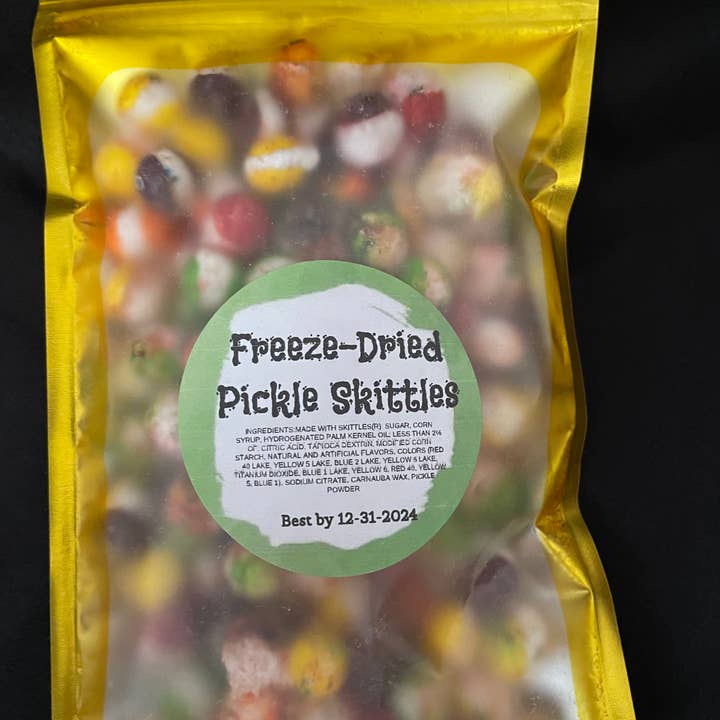 Freeze-Dried
Pickle Skittles
INGREDIENTS:MADE WITH SKITTLES(R) SUGAR, CORN
SYRUP, HYDROGENATED PALM KERNEL OIL; LESS THAN 2%
OF: CITRIC ACID, TAPIOCA DEXTRIN, MODIFIED CORN
STARCH, NATURAL AND ARTIFICIAL FLAVORS, COLORS (RED
40 LAKE, YELLOW 5 LAKE, BLUE 2 LAKE, YELLOW 6 LAKE,
TITANIUM DIOXIDE, BLUE 1 LAKE, YELLOW 6, RED 40, YELLOW
5, BLUE 1), SODIUM CITRATE, CARNAUBA WAX, PICKLE
POWDER
Best by 12-31-2024